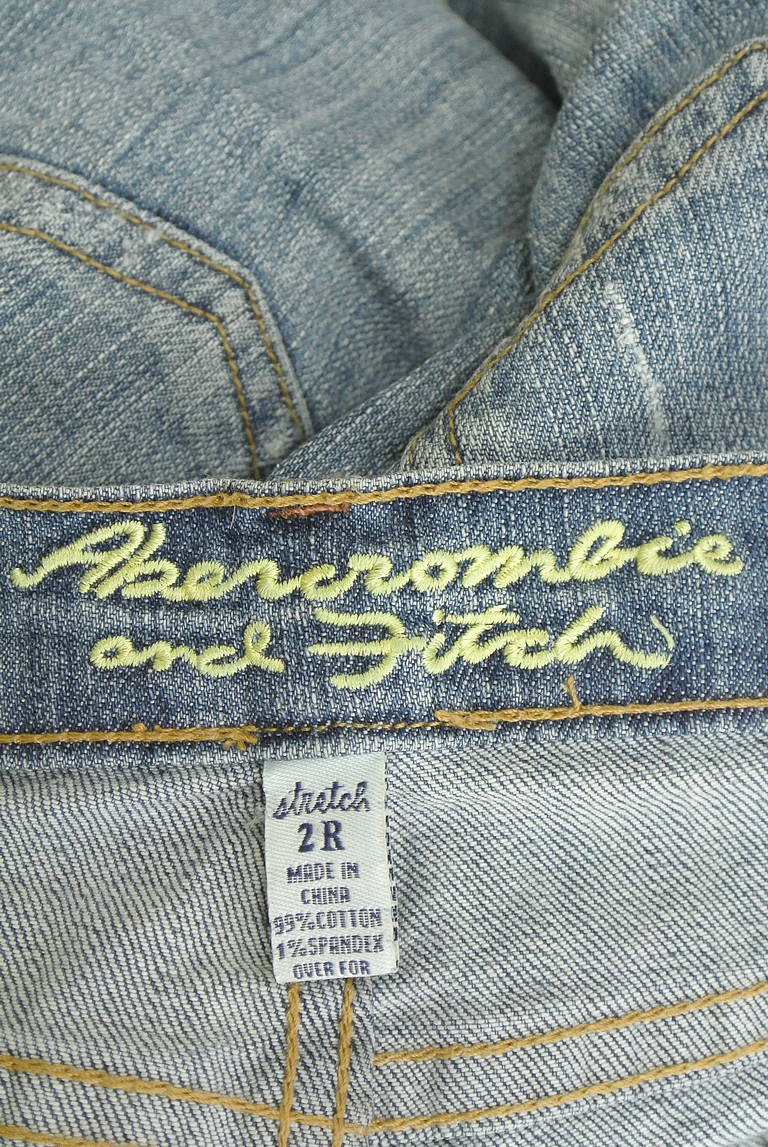 Abercrombie
and Fitch
stretch
2R
MADE IN
CHINA
99%COTTON
1%SPANDEX
OVER FOR